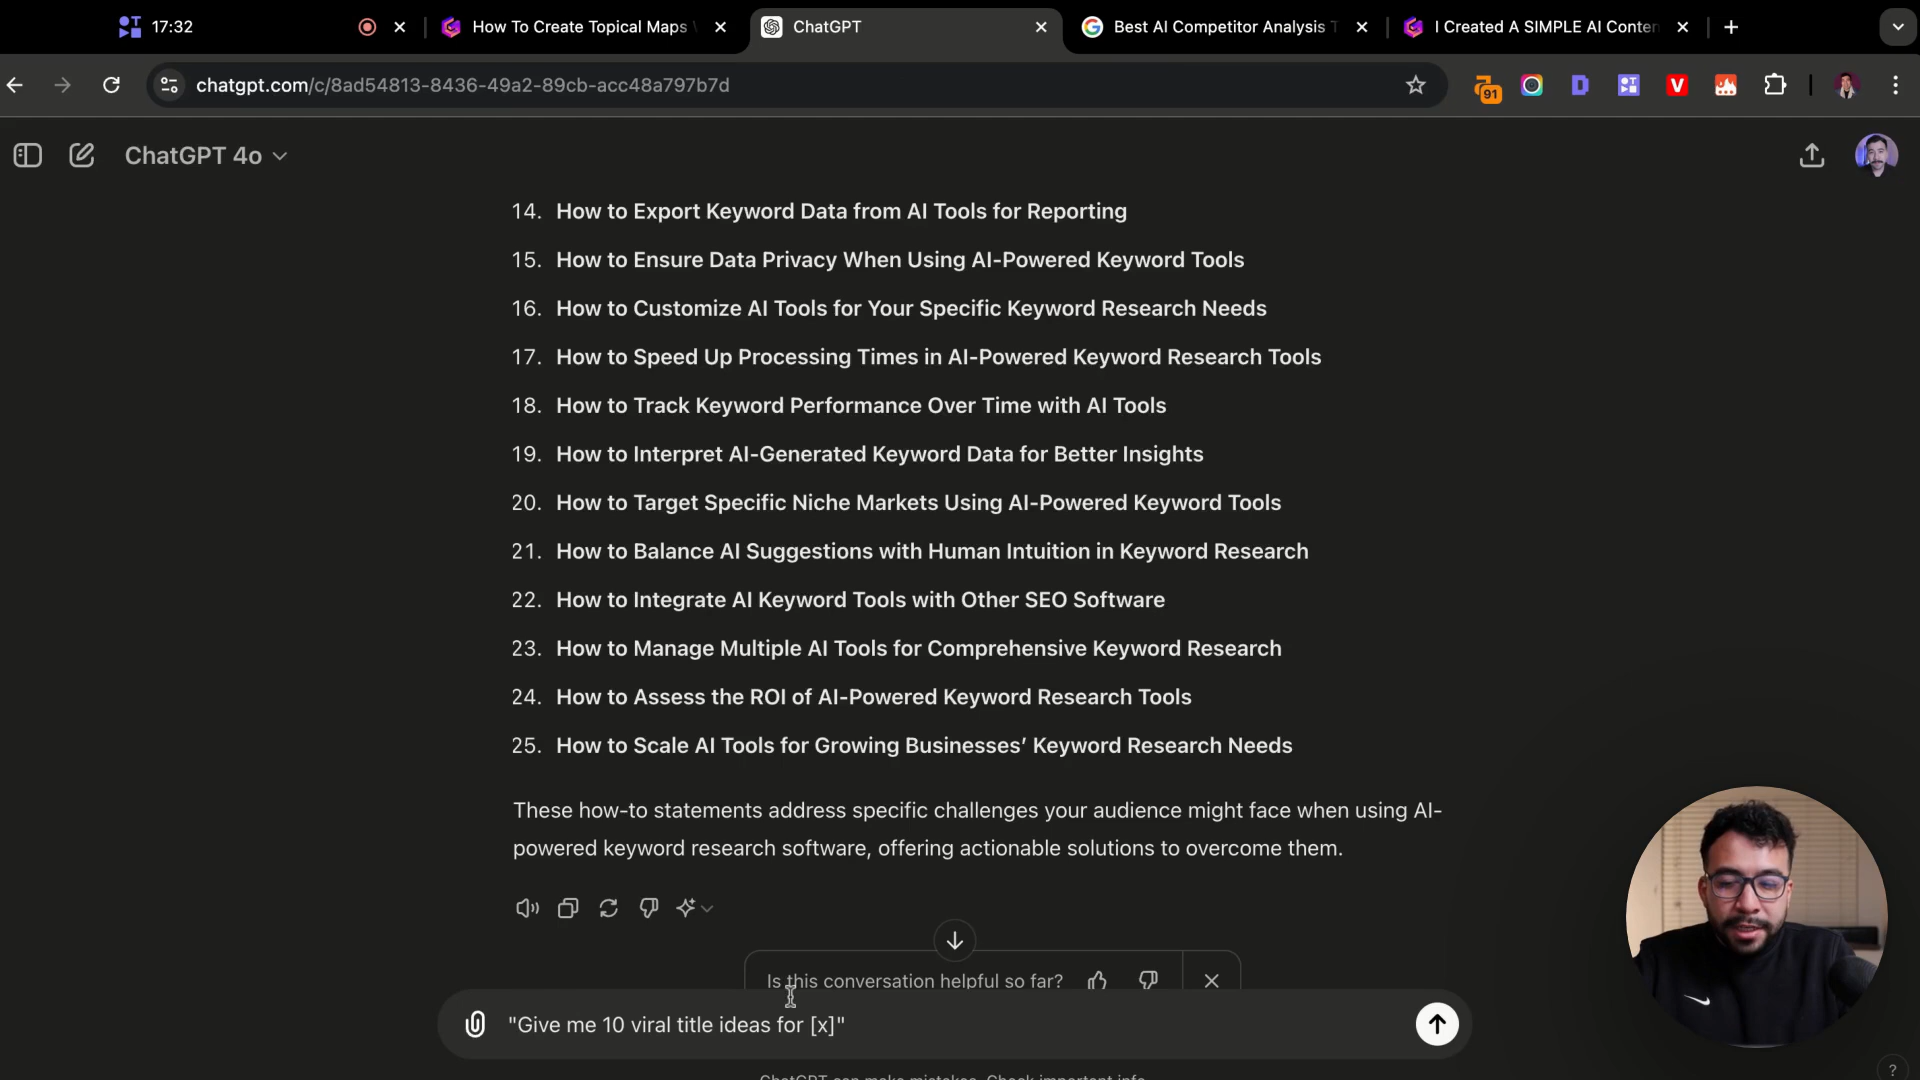 17:32
How To Create Topical Maps
ChatGPT
Best AI Competitor Analysis
I Created A SIMPLE AI Conten
chatgpt.com/c/8ad54813-8436-49a2-89cb-acc48a797b7d
91
ChatGPT 4o
14. How to Export Keyword Data from AI Tools for Reporting
15. How to Ensure Data Privacy When Using AI-Powered Keyword Tools
16. How to Customize AI Tools for Your Specific Keyword Research Needs
17. How to Speed Up Processing Times in AI-Powered Keyword Research Tools
18. How to Track Keyword Performance Over Time with AI Tools
19. How to Interpret AI-Generated Keyword Data for Better Insights
20. How to Target Specific Niche Markets Using AI-Powered Keyword Tools
21. How to Balance AI Suggestions with Human Intuition in Keyword Research
22. How to Integrate AI Keyword Tools with Other SEO Software
23. How to Manage Multiple AI Tools for Comprehensive Keyword Research
24. How to Assess the ROI of AI-Powered Keyword Research Tools
25. How to Scale AI Tools for Growing Businesses’ Keyword Research Needs
These how-to statements address specific challenges your audience might face when using AI-
powered keyword research software, offering actionable solutions to overcome them.
Is this conversation helpful so far?
"Give me 10 viral title ideas for [x]"
ChatGPT can make mistakes. Check important info.
?